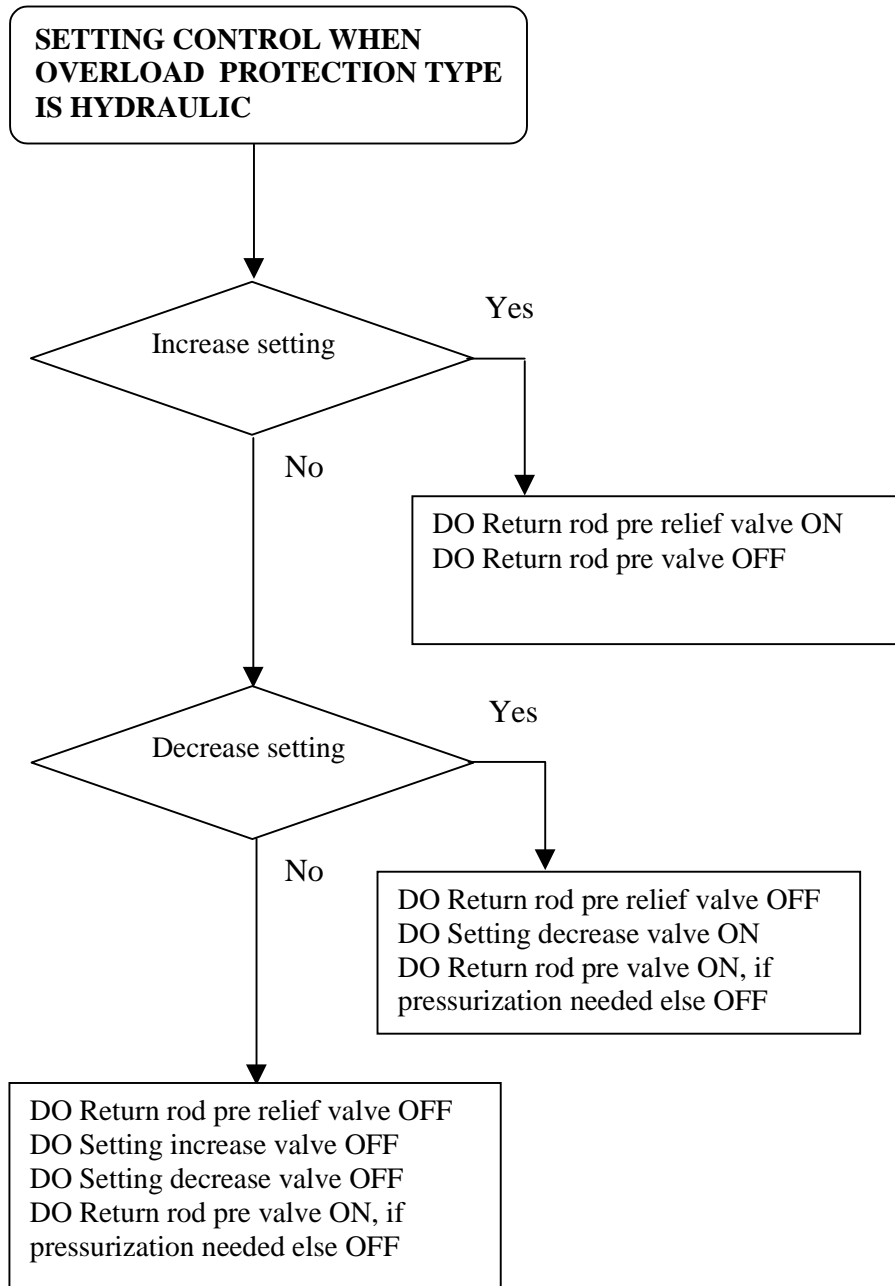 SETTING CONTROL WHEN
OVERLOAD PROTECTION TYPE
IS HYDRAULIC
Yes
Increase setting
No
DO Return rod pre relief valve ON
DO Return rod pre valve OFF
Yes
Decrease setting
No
DO Return rod pre relief valve OFF
DO Setting decrease valve ON
DO Return rod pre valve ON, if
pressurization needed else OFF
DO Return rod pre relief valve OFF
DO Setting increase valve OFF
DO Setting decrease valve OFF
DO Return rod pre valve ON, if
pressurization needed else OFF